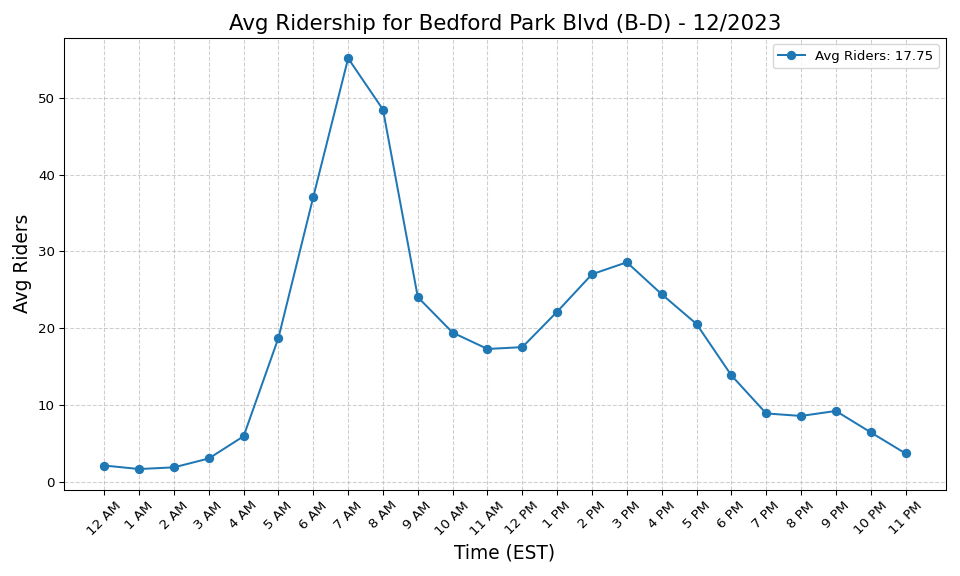 Avg Ridership for Bedford Park Blvd (B-D) - 12/2023
Avg Riders: 17.75
Avg Riders
50
40
30
20
10
0
12 AM
1 AM
2 AM
3 AM
4 AM
5 AM
6 AM
7 AM
8 AM
9 AM
10 AM
11 AM
12 PM
1 PM
2 PM
3 PM
4 PM
5 PM
6 PM
7 PM
8 PM
9 PM
10 PM
11 PM
Time (EST)